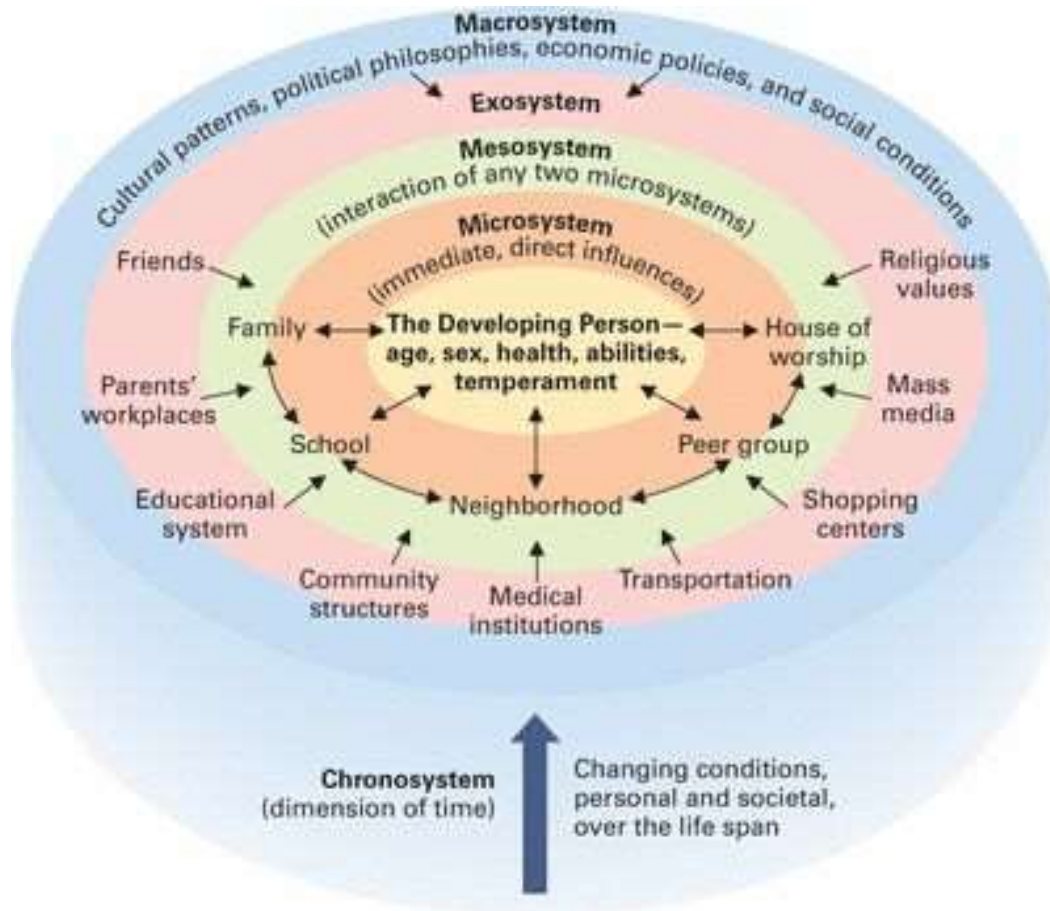 Macrosystem
Cultural patterns, political philosophies, economic policies, and social conditions
Exosystem
Mesosystem
(interaction of any two microsystems)
Microsystem
(immediate, direct influences)
Friends
Religious
values
Family
The Developing Person—
age, sex, health, abilities,
temperament
House of
worship
Parents’
workplaces
Mass
media
School
Peer group
Educational
system
Neighborhood
Shopping
centers
Community
structures
Medical
institutions
Transportation
Chronosystem
(dimension of time)
Changing conditions,
personal and societal,
over the life span